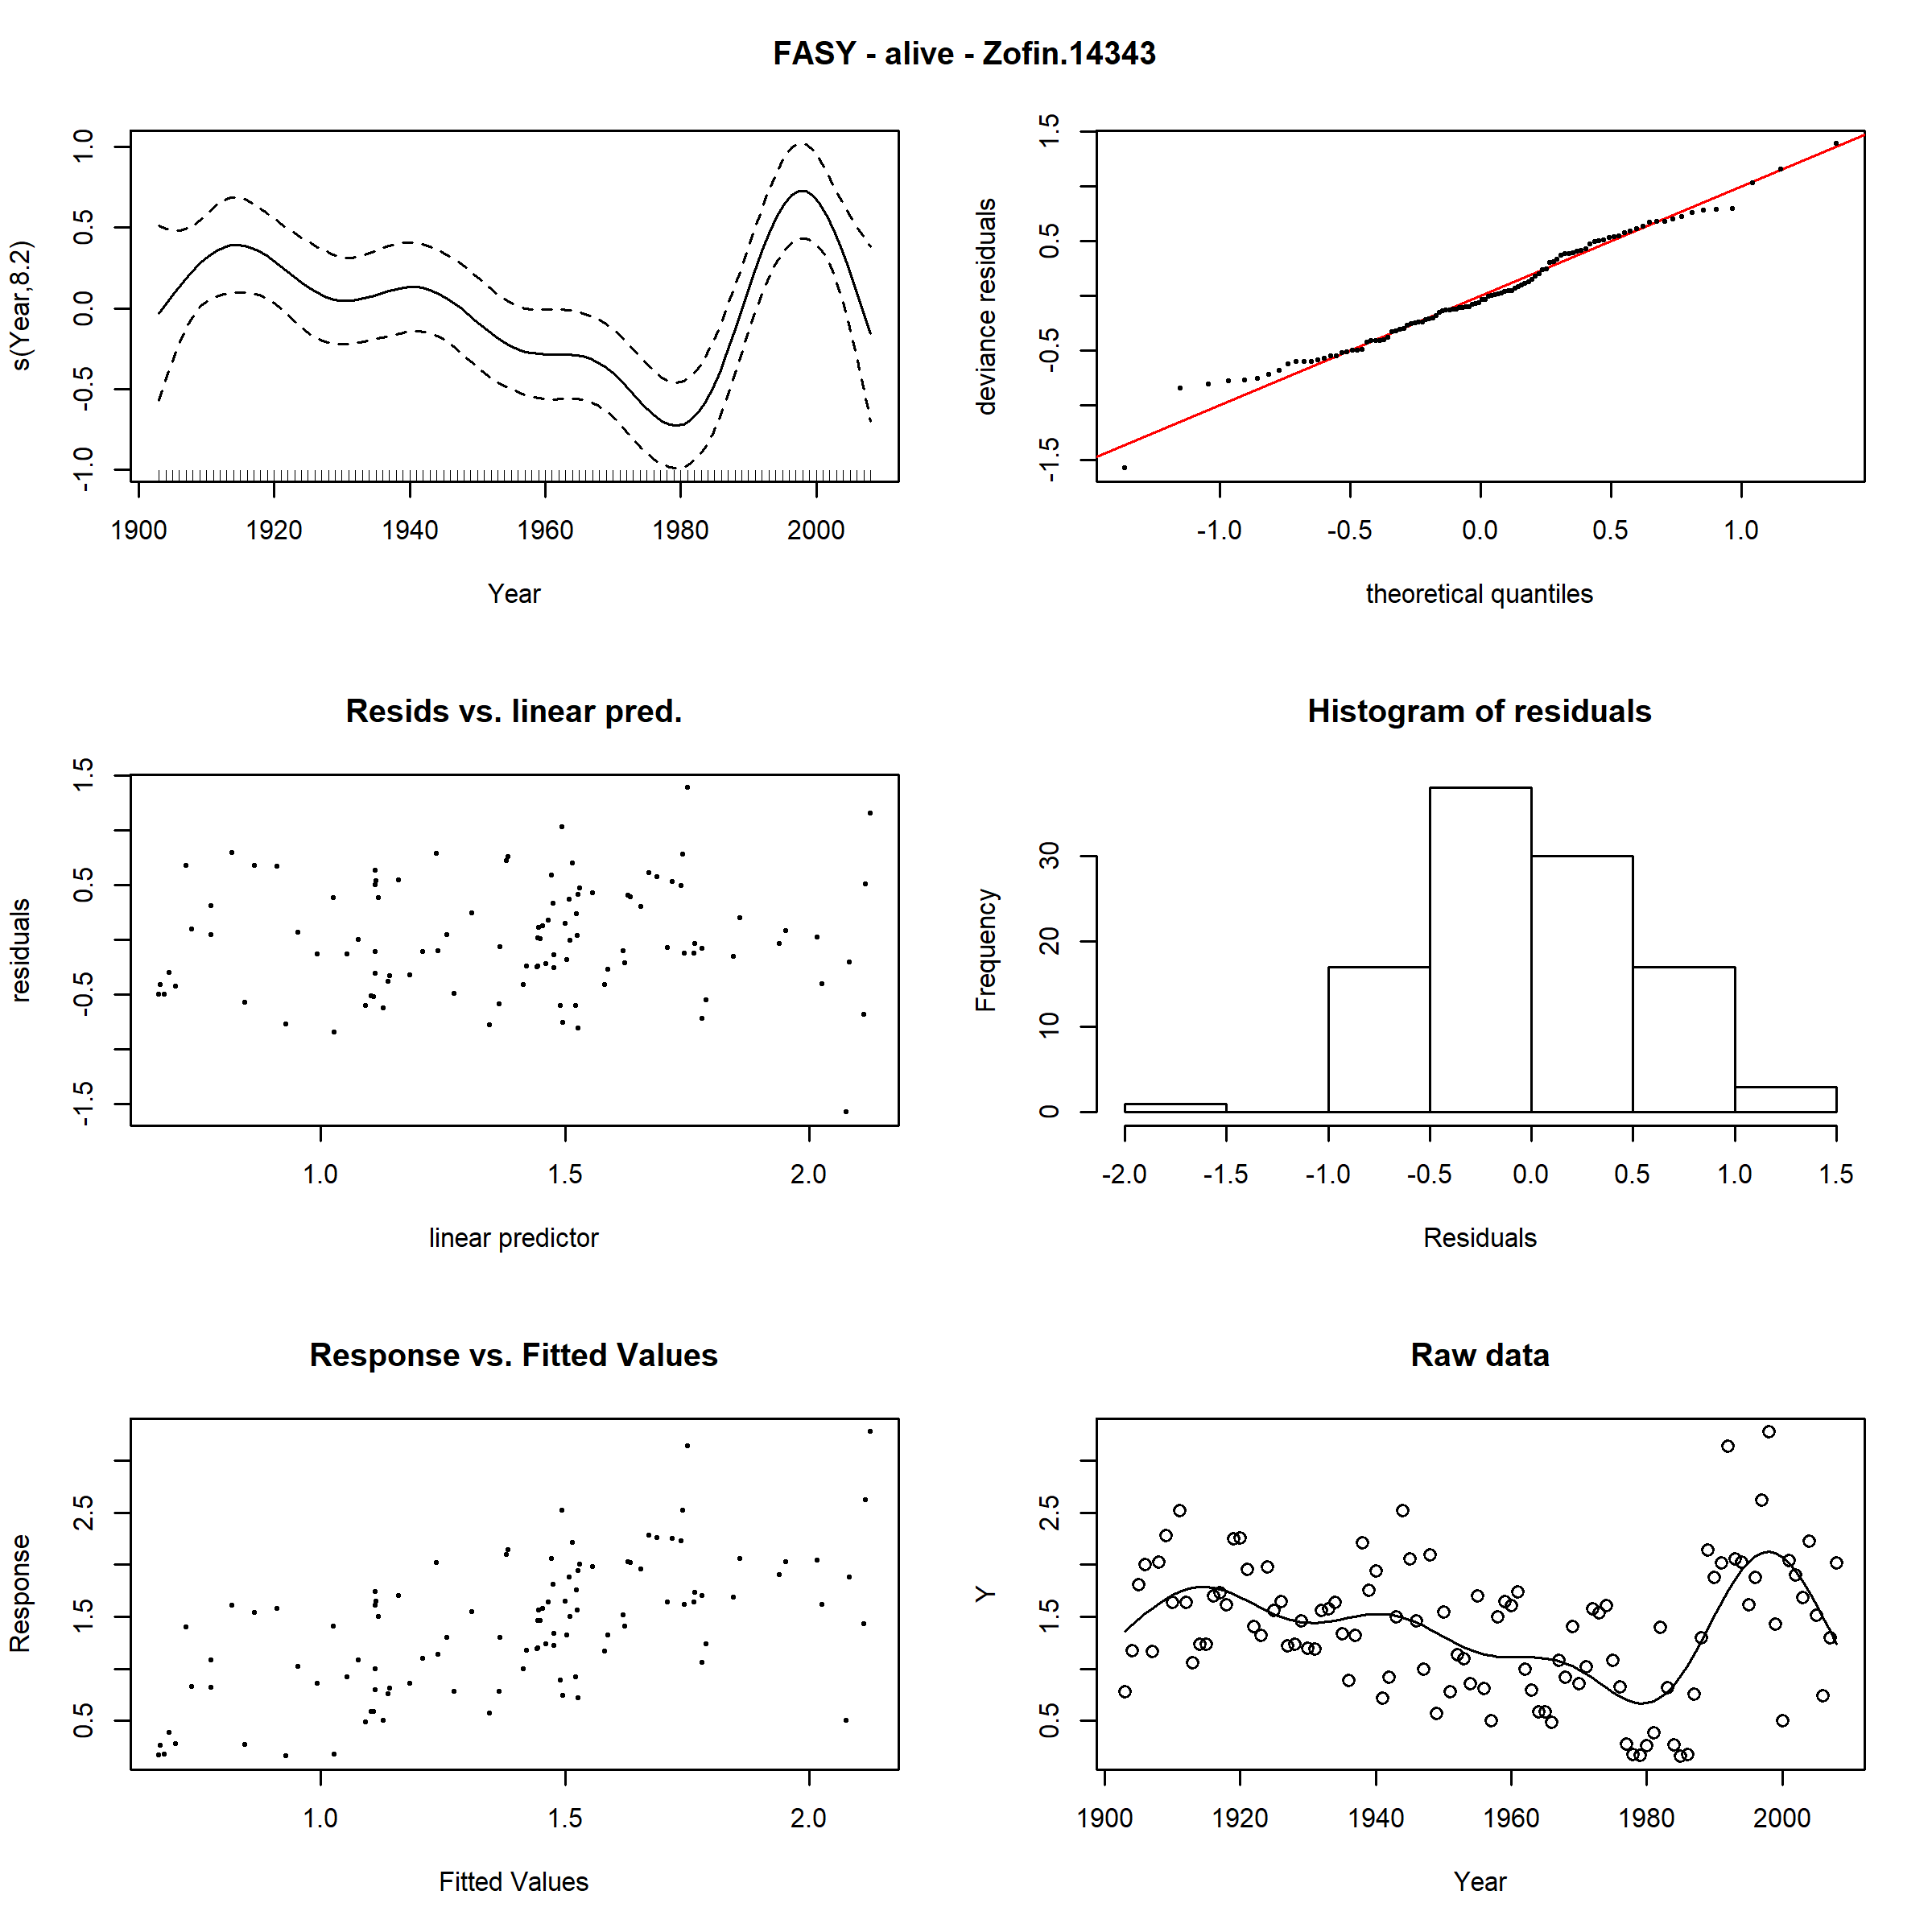 FASY - alive - Zofin.14343
s(Year,8.2)
1.0
0.5
0.0
-0.5
-1.0
1900 1920 1940 1960 1980 2000
Year
deviance residuals
1.5
0.5
-0.5
-1.5
-1.0 -0.5 0.0 0.5 1.0
theoretical quantiles
Resids vs. linear pred.
residuals
1.5
0.5
-0.5
-1.5
1.0 1.5 2.0
linear predictor
Histogram of residuals
Frequency
30
20
10
0
-2.0 -1.5 -1.0 -0.5 0.0 0.5 1.0 1.5
Residuals
Response vs. Fitted Values
Response
2.5
1.5
0.5
1.0 1.5 2.0
Fitted Values
Raw data
Y
2.5
1.5
0.5
1900 1920 1940 1960 1980 2000
Year